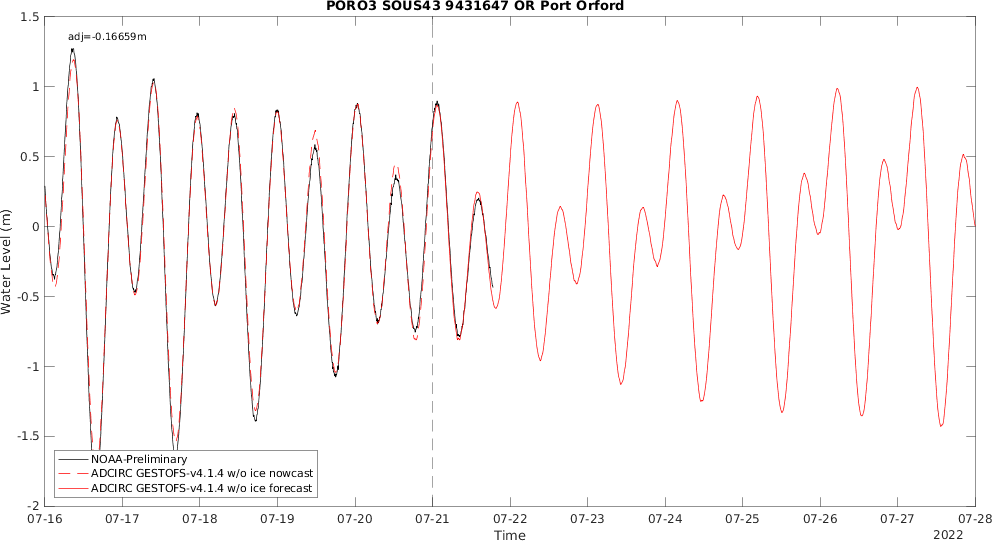 PORO3 SOUS43 9431647 OR Port Orford
adj=-0.16659m
1.5
1
0.5
0
-0.5
-1
-1.5
-2
Water Level (m)
NOAA-Preliminary
ADCIRC GESTOFS-v4.1.4 w/o ice nowcast
ADCIRC GESTOFS-v4.1.4 w/o ice forecast
07-16 07-17 07-18 07-19 07-20 07-21 07-22 07-23 07-24 07-25 07-26 07-27 07-28
Time
2022